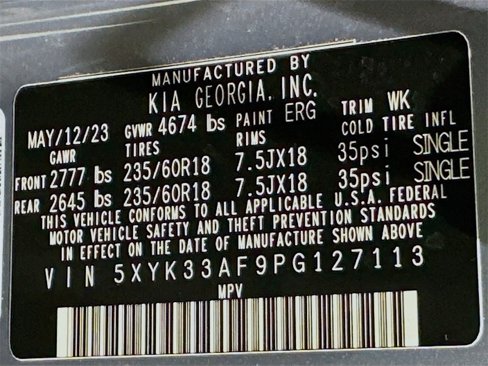 MANUFACTURED BY
KIA GEORGIA, INC.
MAY/12/23 GVWR 4674 lbs PAINT ERG TRIM WK
GAWR TIRES RIMS COLD TIRE INFL
FRONT 2777 lbs 235/60R18 7.5JX18 35psi SINGLE
REAR 2645 lbs 235/60R18 7.5JX18 35psi SINGLE
THIS VEHICLE CONFORMS TO ALL APPLICABLE U.S.A. FEDERAL
MOTOR VEHICLE SAFETY AND THEFT PREVENTION STANDARDS
IN EFFECT ON THE DATE OF MANUFACTURE SHOWN ABOVE
VIN 5XYK33AF9PG127113
MPV